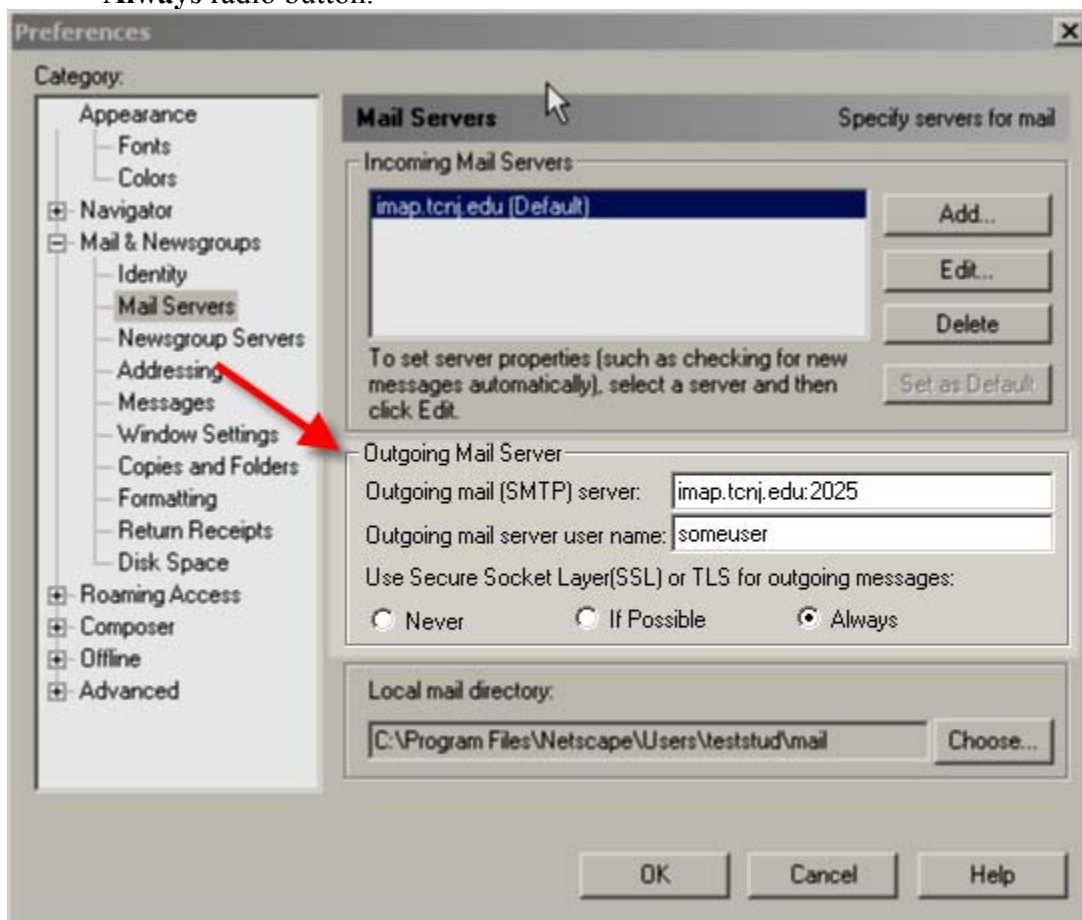 Always radio button.
Preferences
Category:
Appearance
Fonts
Colors
Navigator
Mail & Newsgroups
Identity
Mail Servers
Newsgroup Servers
Addressing
Messages
Window Settings
Copies and Folders
Formatting
Return Receipts
Disk Space
Roaming Access
Composer
Offline
Advanced
Mail Servers Specify servers for mail
Incoming Mail Servers
imap.tcnj.edu (Default)
Add...
Edit...
Delete
To set server properties (such as checking for new
messages automatically), select a server and then
click Edit.
Set as Default
Outgoing Mail Server
Outgoing mail (SMTP) server: imap.tcnj.edu:2025
Outgoing mail server user name: someuser
Use Secure Socket Layer(SSL) or TLS for outgoing messages:
Never If Possible Always
Local mail directory:
C:\Program Files\Netscape\Users\teststud\mail Choose...
OK Cancel Help